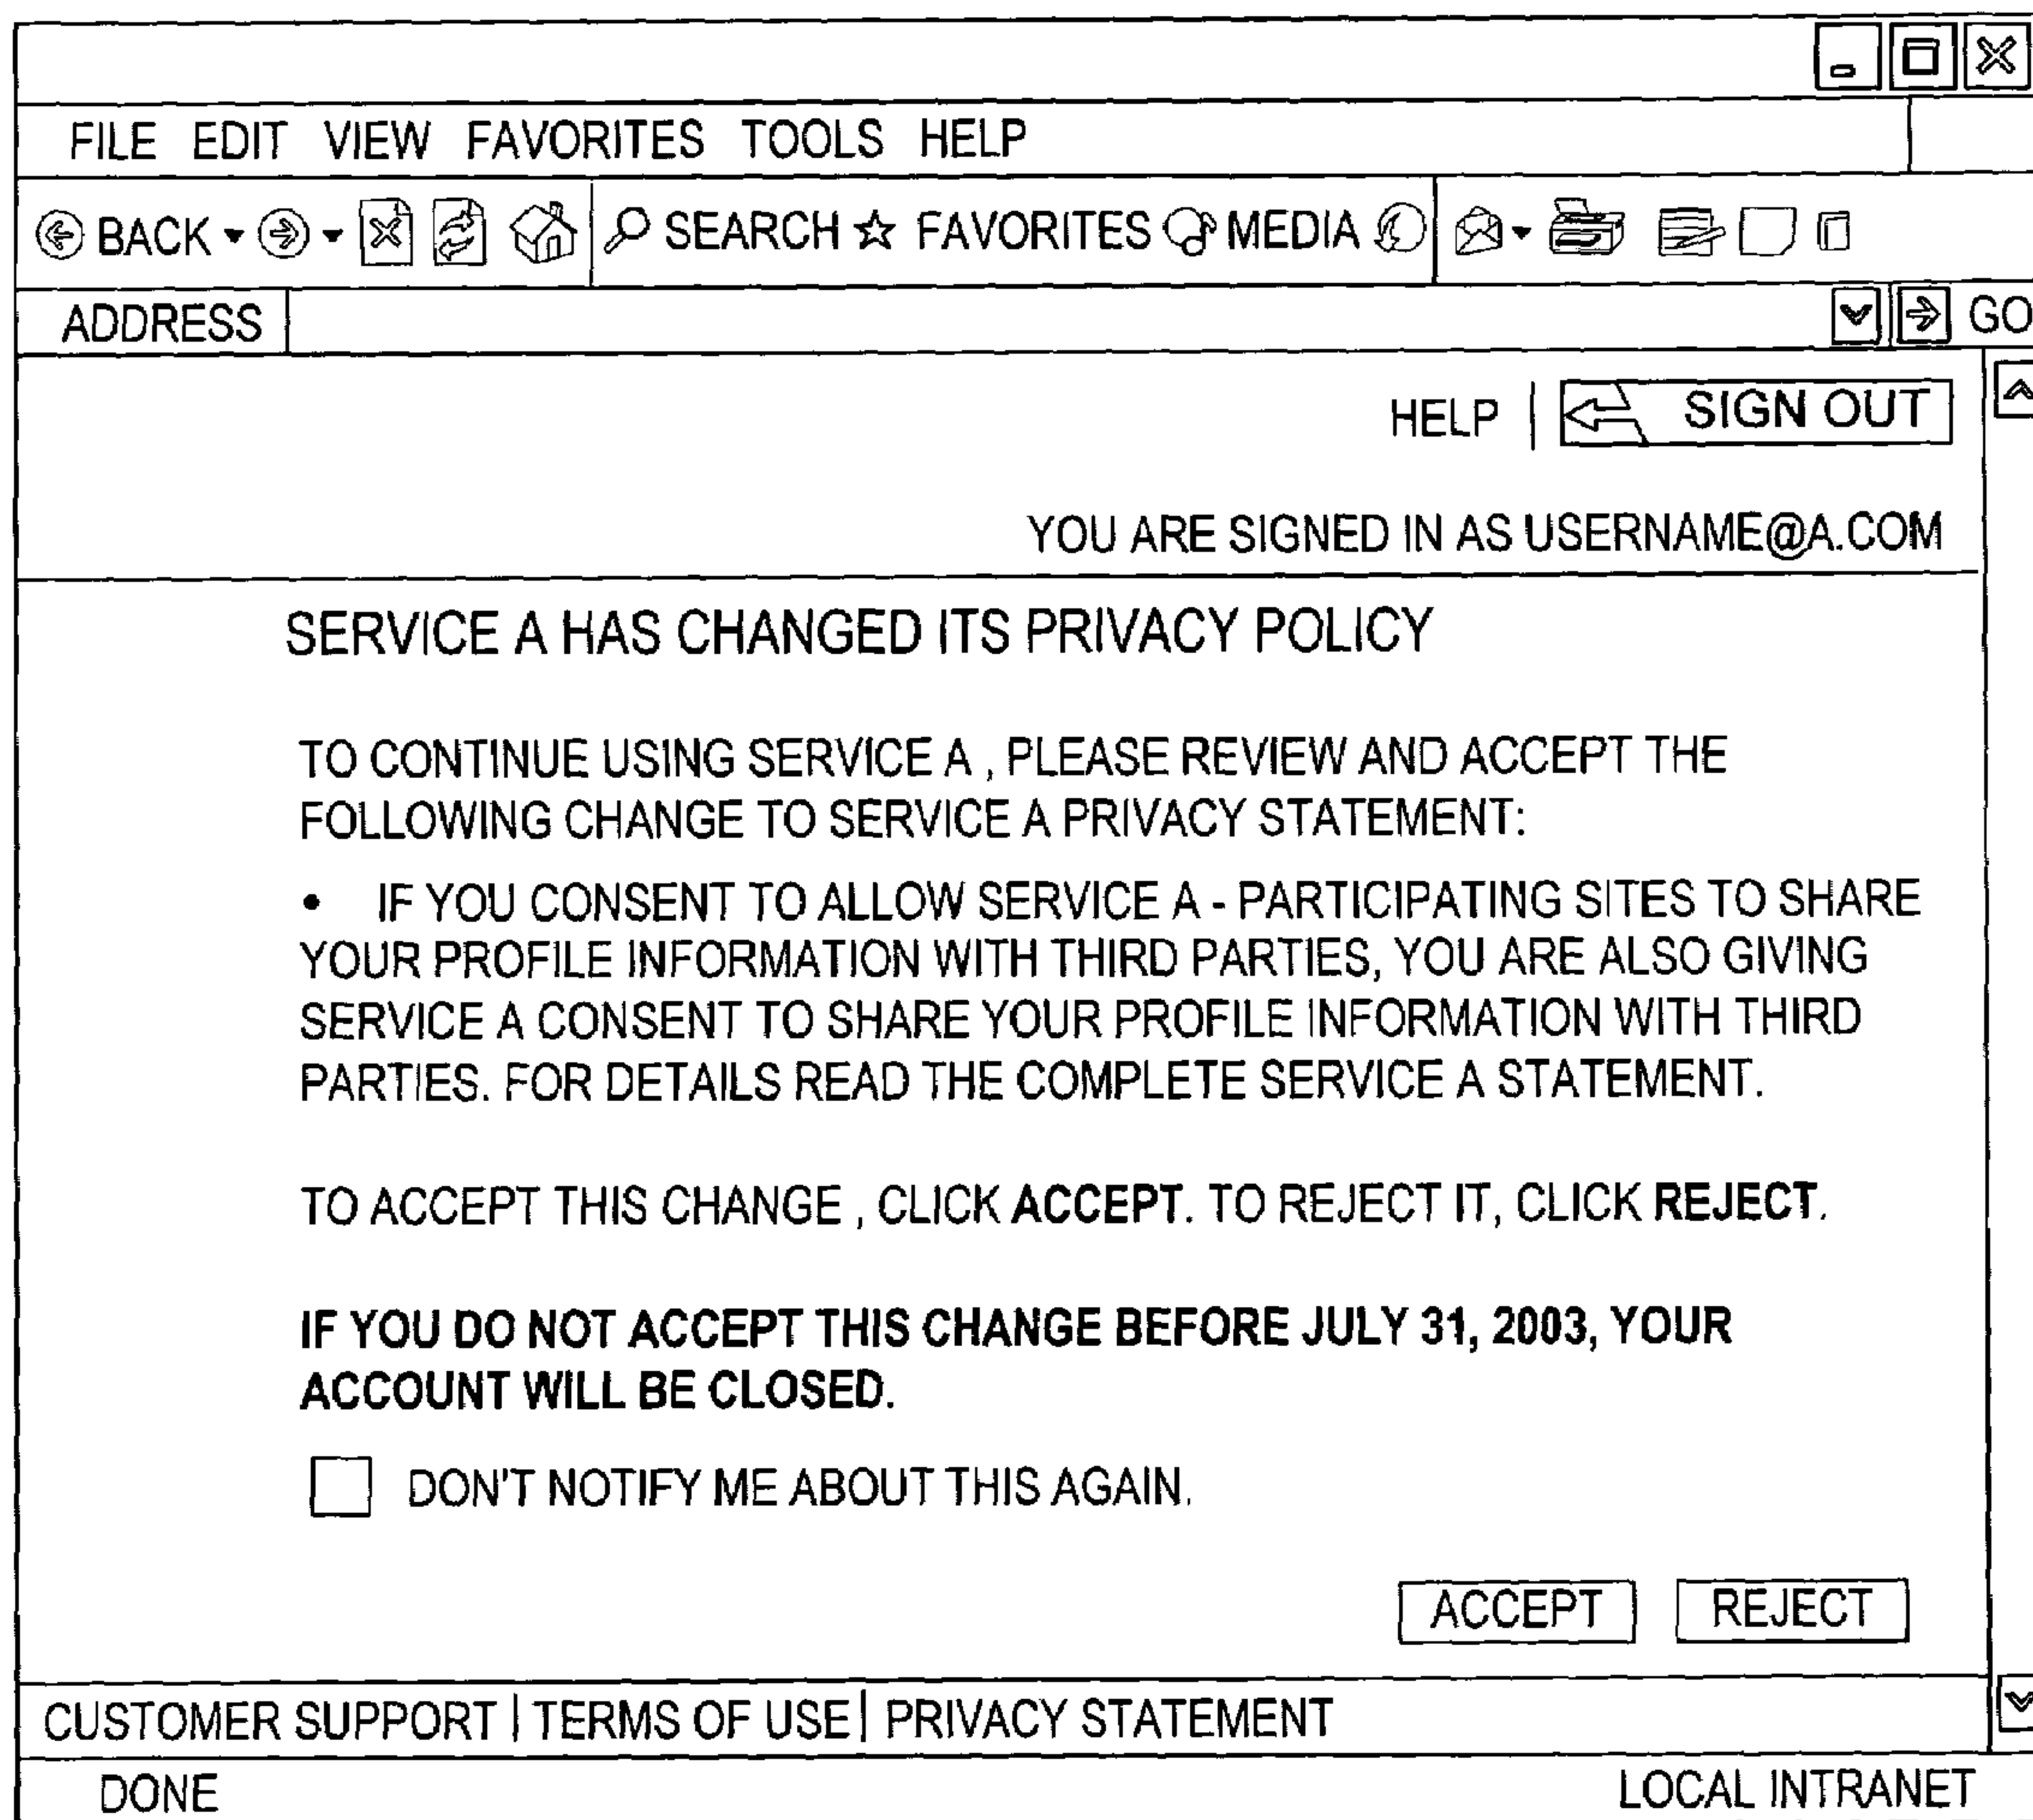 FILE EDIT VIEW FAVORITES TOOLS HELP
BACK SEARCH FAVORITES MEDIA
ADDRESS GO
HELP | SIGN OUT
YOU ARE SIGNED IN AS USERNAME@A.COM
SERVICE A HAS CHANGED ITS PRIVACY POLICY
TO CONTINUE USING SERVICE A , PLEASE REVIEW AND ACCEPT THE
FOLLOWING CHANGE TO SERVICE A PRIVACY STATEMENT:
• IF YOU CONSENT TO ALLOW SERVICE A - PARTICIPATING SITES TO SHARE
YOUR PROFILE INFORMATION WITH THIRD PARTIES, YOU ARE ALSO GIVING
SERVICE A CONSENT TO SHARE YOUR PROFILE INFORMATION WITH THIRD
PARTIES. FOR DETAILS READ THE COMPLETE SERVICE A STATEMENT.
TO ACCEPT THIS CHANGE , CLICK ACCEPT. TO REJECT IT, CLICK REJECT.
IF YOU DO NOT ACCEPT THIS CHANGE BEFORE JULY 31, 2003, YOUR
ACCOUNT WILL BE CLOSED.
DON'T NOTIFY ME ABOUT THIS AGAIN.
ACCEPT REJECT
CUSTOMER SUPPORT | TERMS OF USE | PRIVACY STATEMENT
DONE LOCAL INTRANET